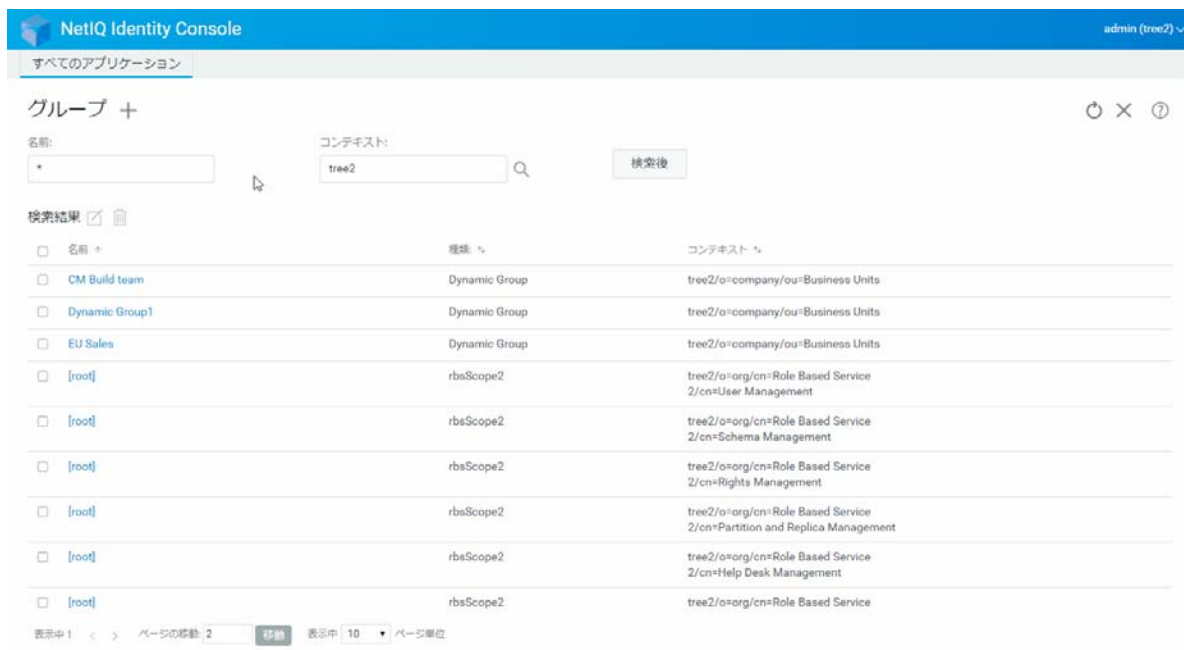 NetIQ Identity Console
admin (tree2)
すべてのアプリケーション
グループ
名前:
コンテキスト:
*
tree2
検索後
検索結果
名前
種類:
コンテキスト
CM Build team Dynamic Group tree2/o=company/ou=Business Units
Dynamic Group1 Dynamic Group tree2/o=company/ou=Business Units
EU Sales Dynamic Group tree2/o=company/ou=Business Units
[root] rbsScope2 tree2/o=org/cn=Role Based Service
2/cn=User Management
[root] rbsScope2 tree2/o=org/cn=Role Based Service
2/cn=Schema Management
[root] rbsScope2 tree2/o=org/cn=Role Based Service
2/cn=Rights Management
[root] rbsScope2 tree2/o=org/cn=Role Based Service
2/cn=Partition and Replica Management
[root] rbsScope2 tree2/o=org/cn=Role Based Service
2/cn=Help Desk Management
[root] rbsScope2 tree2/o=org/cn=Role Based Service
表示中 1 < > ページの移動 2 移動 表示中 10 ページ単位